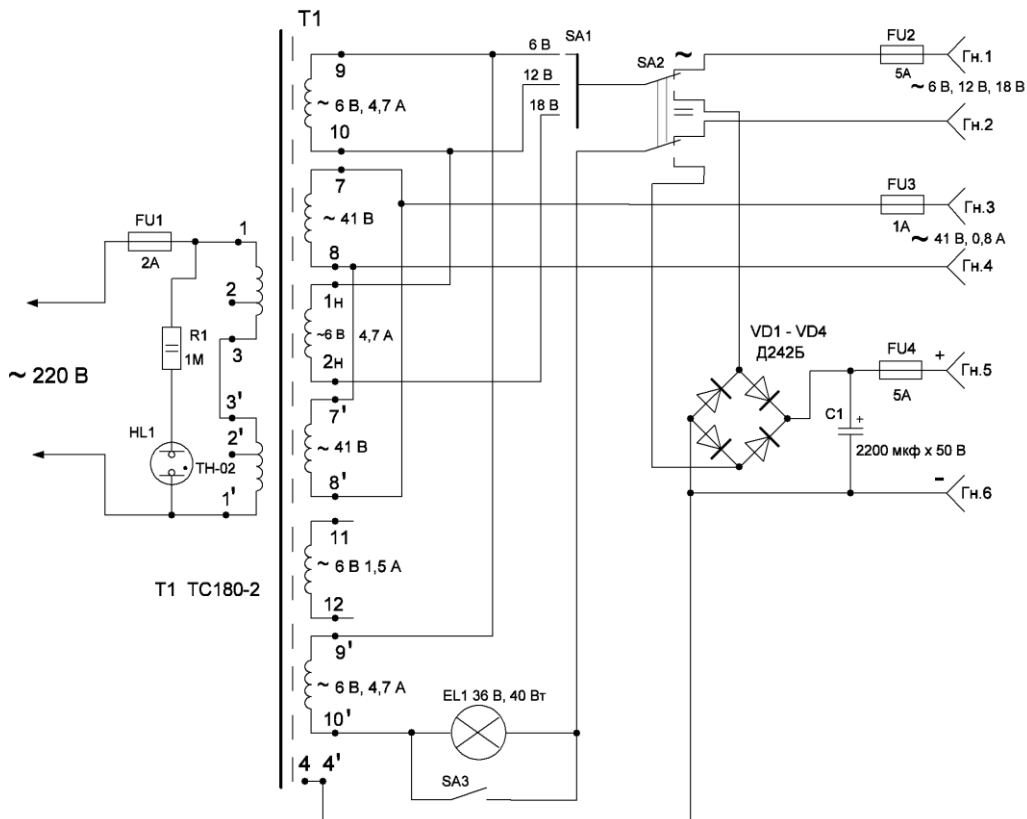 T1
6 В
SA1
12 В
18 В
SA2
~
FU2
5А
Гн.1
~ 6 В, 12 В, 18 В
Гн.2
9
~ 6 В, 4,7 А
10
7
~ 41 В
8
FU3
1А
Гн.3
~ 41 В, 0,8 А
Гн.4
FU1
2А
1
2
3
R1
1М
~ 220 В
3'
2'
1'
HL1
ТН-02
1н
~6 В 4,7 А
2н
7'
~ 41 В
8'
VD1 - VD4
Д242Б
FU4
5А
+
Гн.5
C1
+
2200 мкф х 50 В
-
Гн.6
11
~ 6 В 1,5 А
12
Т1 ТС180-2
9'
~ 6 В, 4,7 А
10'
EL1 36 В, 40 Вт
SA3
4 4'